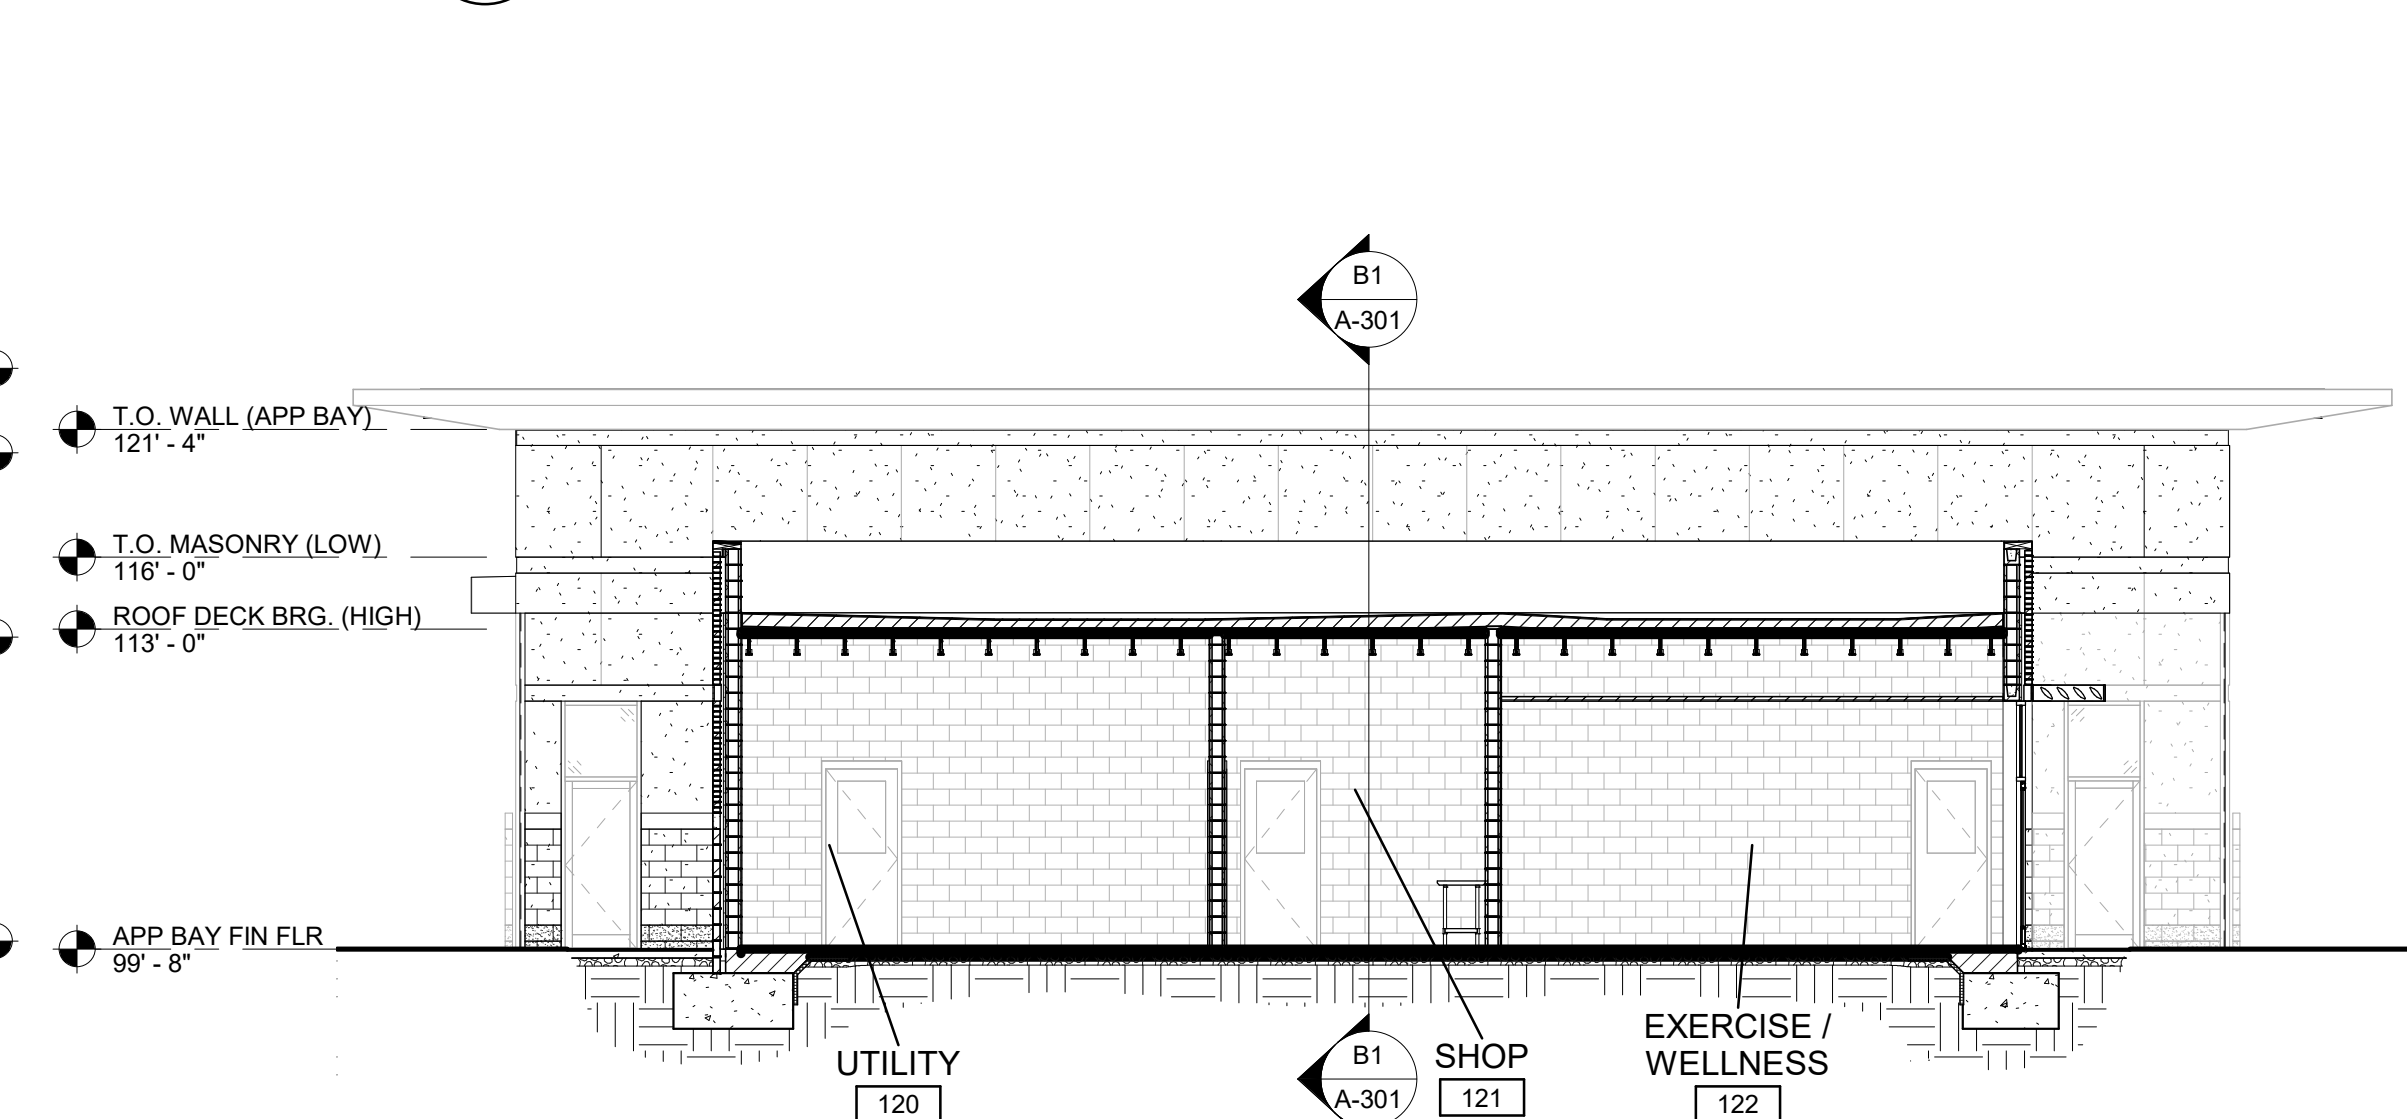 B1
A-301
T.O. WALL (APP BAY)
121' - 4"
T.O. MASONRY (LOW)
116' - 0"
ROOF DECK BRG. (HIGH)
113' - 0"
APP BAY FIN FLR
99' - 8"
UTILITY
120
B1
A-301
SHOP
121
EXERCISE /
WELLNESS
122